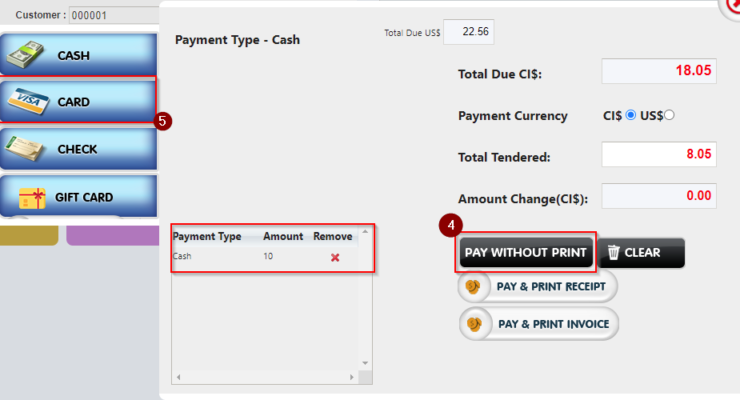 Customer : 000001
CASH
VISA
CARD
5
CHECK
GIFT CARD
Payment Type - Cash
Total Due US$ 22.56
Total Due CI$: 18.05
Payment Currency CI$ US$
Total Tendered: 8.05
Amount Change(CI$): 0.00
4
Payment Type Amount Remove
Cash 10
PAY WITHOUT PRINT CLEAR
PAY & PRINT RECEIPT
PAY & PRINT INVOICE